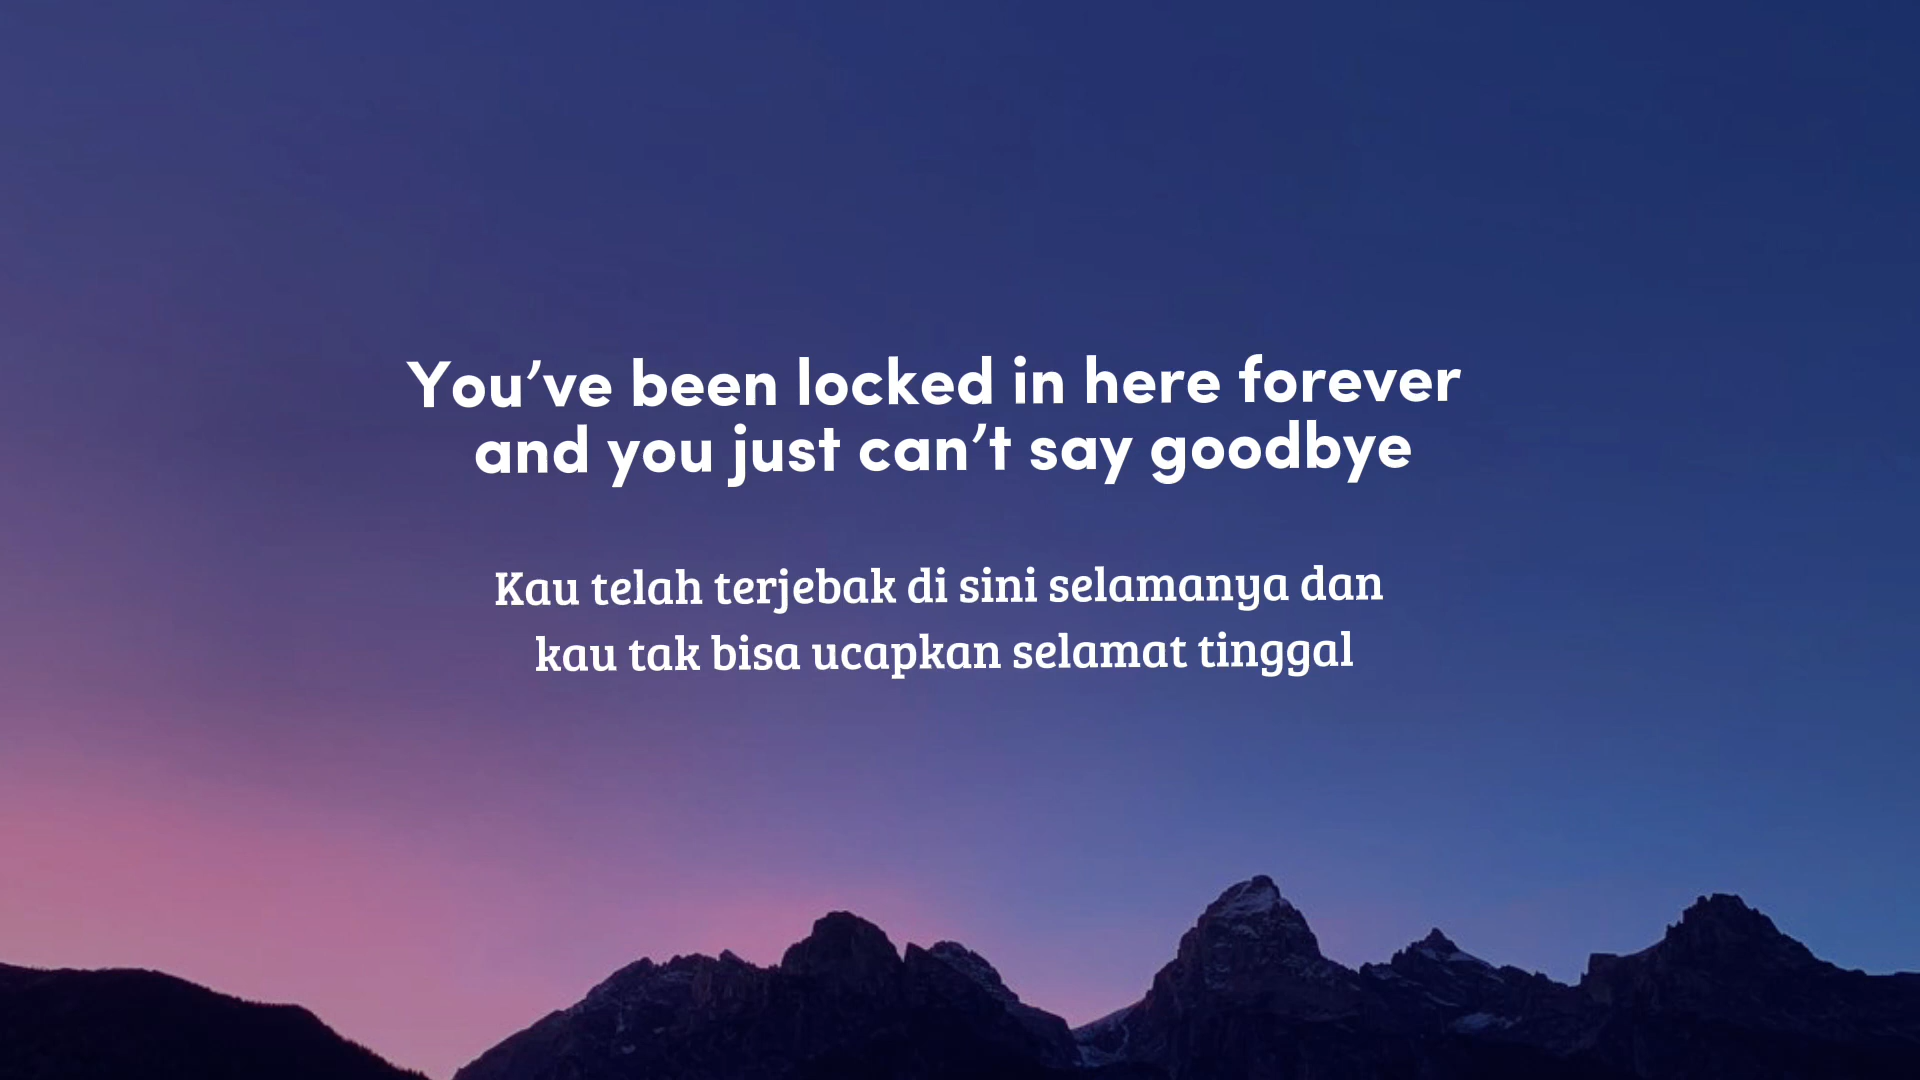 You’ve been locked in here forever
and you just can’t say goodbye
Kau telah terjebak di sini selamanya dan
kau tak bisa ucapkan selamat tinggal